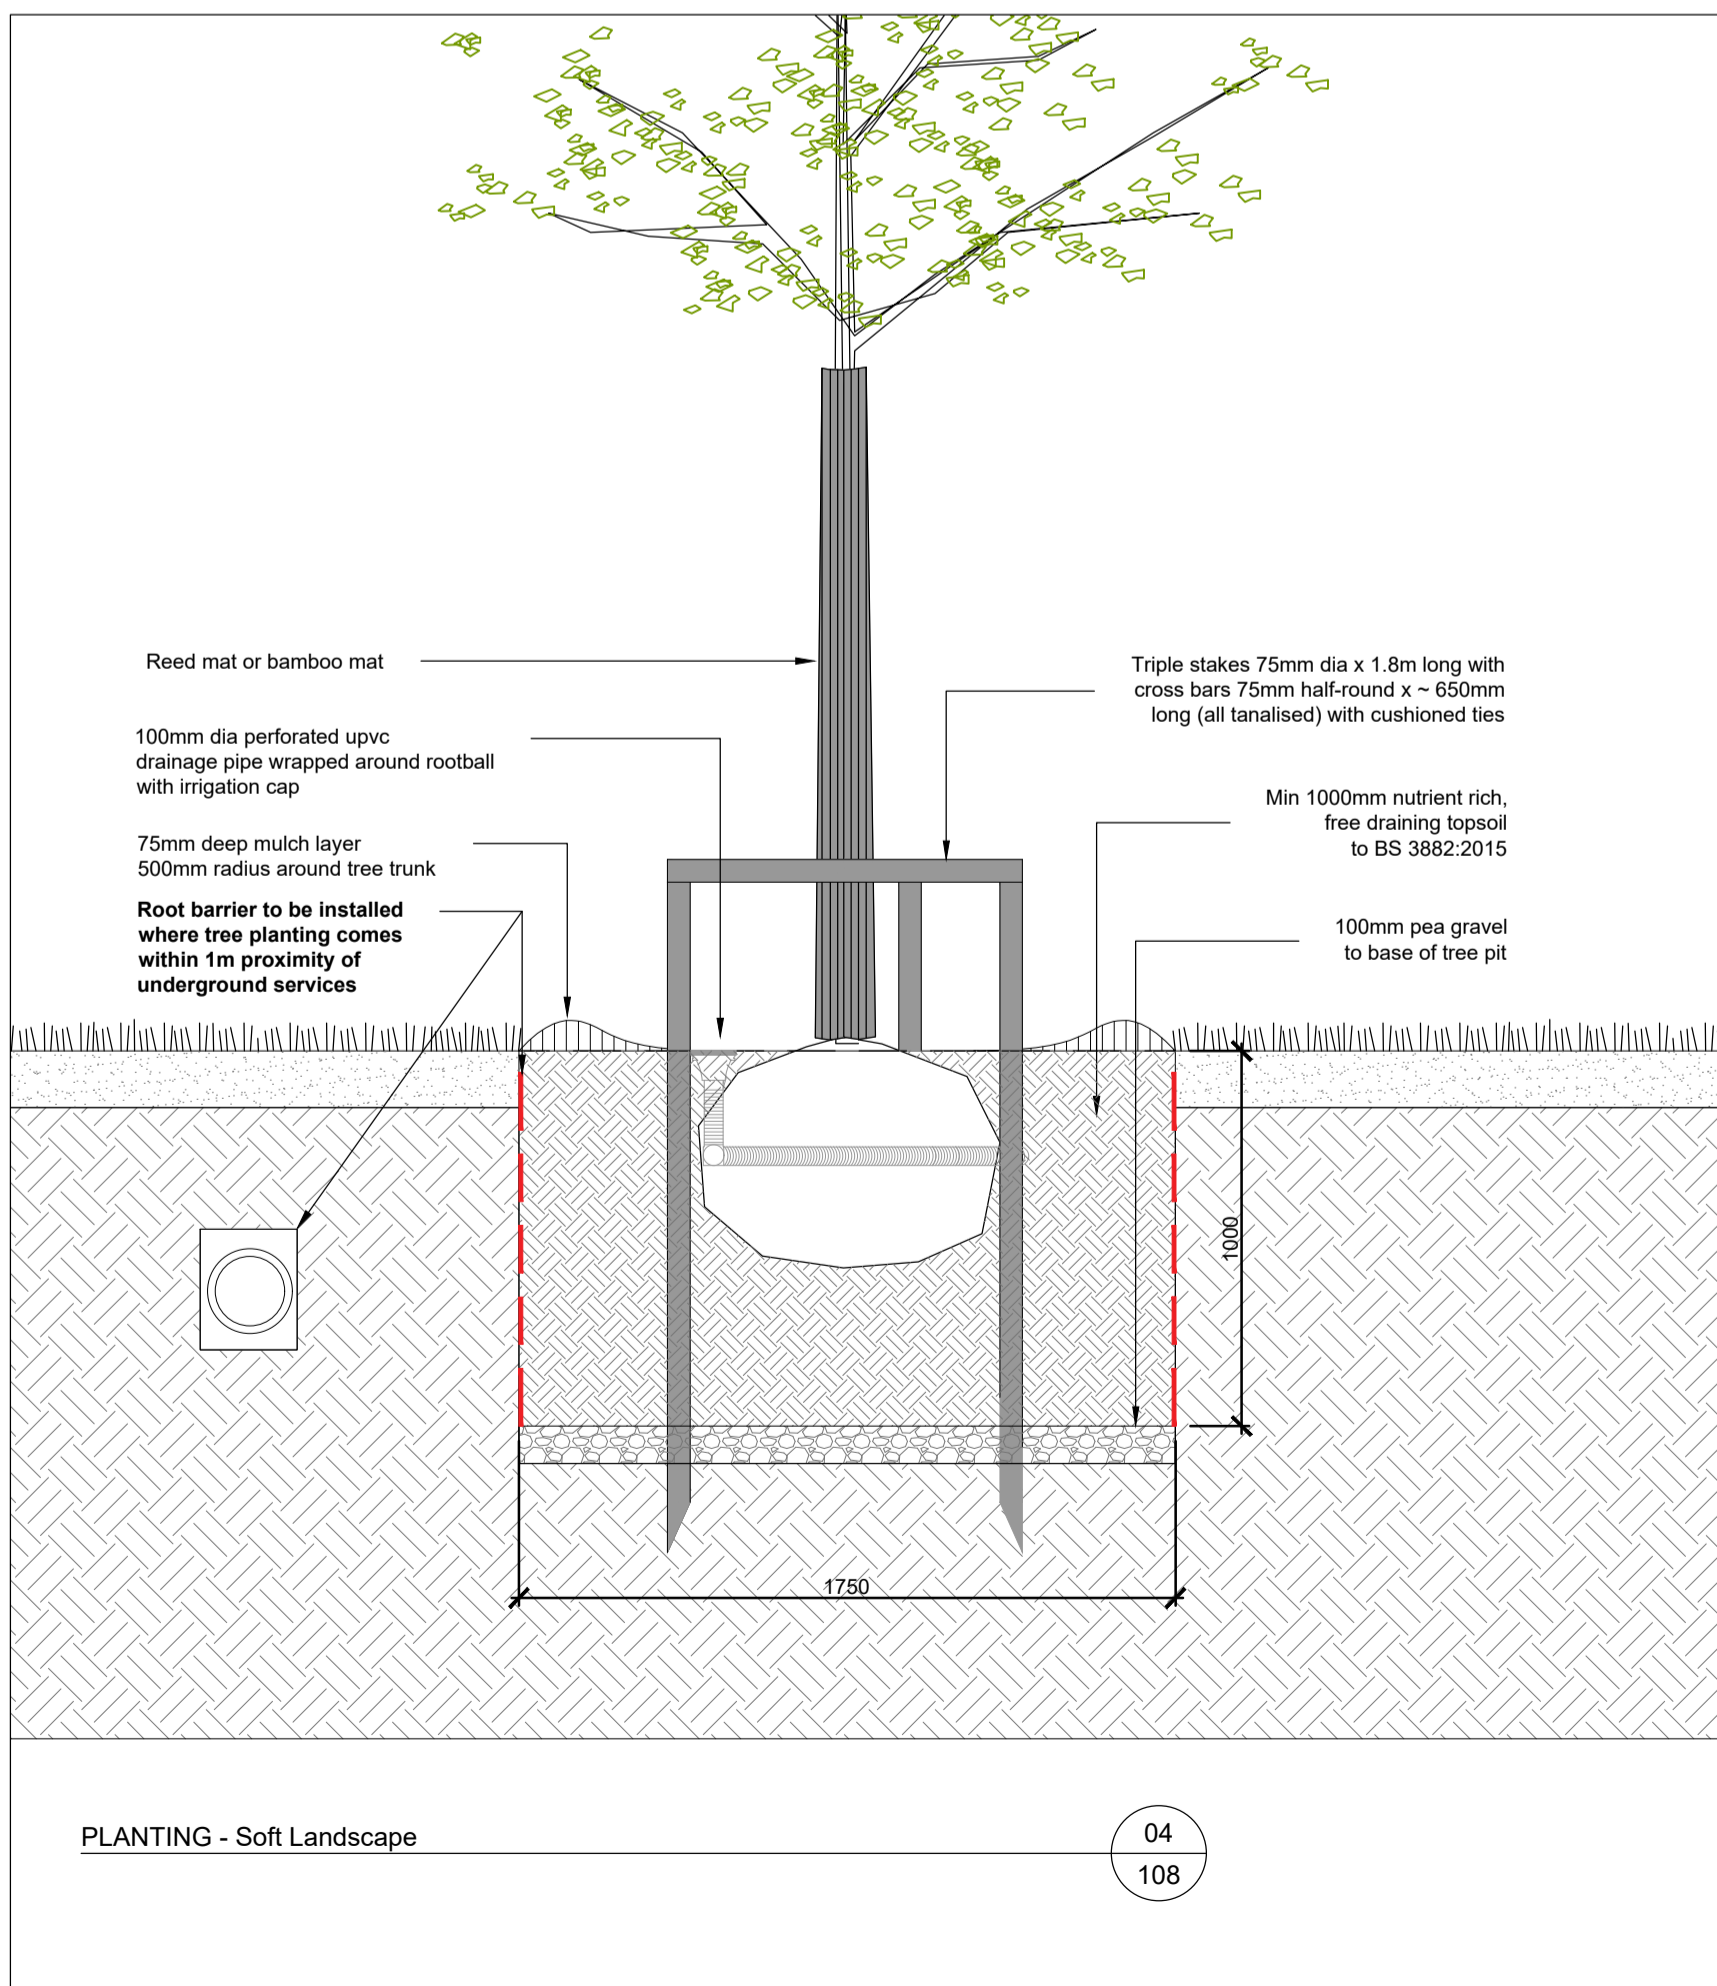 Reed mat or bamboo mat
100mm dia perforated upvc
drainage pipe wrapped around rootball
with irrigation cap
75mm deep mulch layer
500mm radius around tree trunk
Root barrier to be installed
where tree planting comes
within 1m proximity of
underground services
Triple stakes 75mm dia x 1.8m long with
cross bars 75mm half-round x ~ 650mm
long (all tanalised) with cushioned ties
Min 1000mm nutrient rich,
free draining topsoil
to BS 3882:2015
100mm pea gravel
to base of tree pit
1000
1750
PLANTING - Soft Landscape
04
108